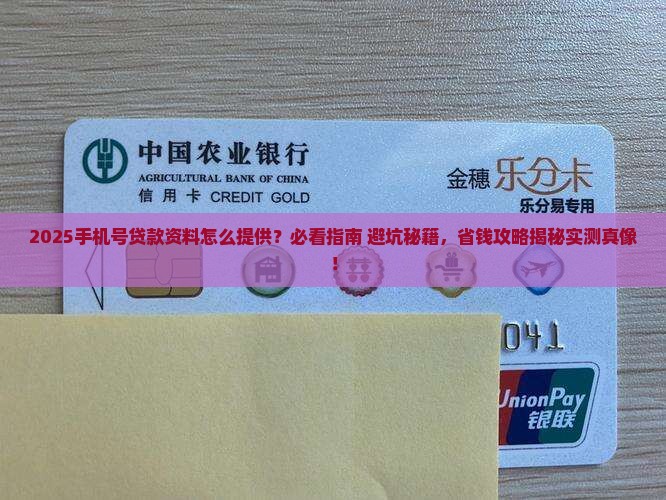 中国农业银行
AGRICULTURAL BANK OF CHINA
信用卡 CREDIT GOLD
金穗乐分卡
乐分易专用
2025手机号贷款资料怎么提供？必看指南 避坑秘籍，省钱攻略揭秘实测真像
！
041
UnionPay
银联